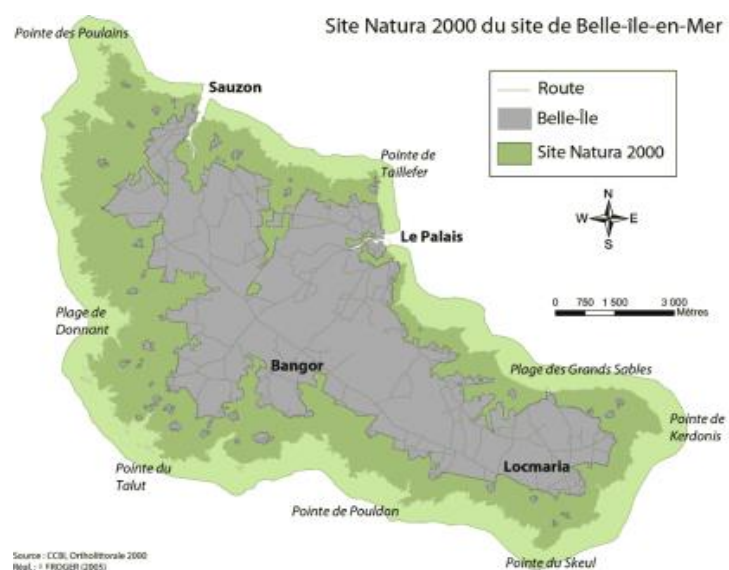 Site Natura 2000 du site de Belle-île-en-Mer
Pointe des Poulains
Sauzon
Route
Belle-Île
Site Natura 2000
Pointe de
Taillefer
N
W E
S
Le Palais
0 750 1 500 3 000
Mètres
Plage de
Donnant
Bangor
Plage des Grands Sables
Pointe de
Kerdonis
Pointe du
Talut
Locmaria
Pointe de Pouldon
Pointe du Skeul
Source : CCBI, Ortholittorale 2000
Réal. : © FROGER (2005)